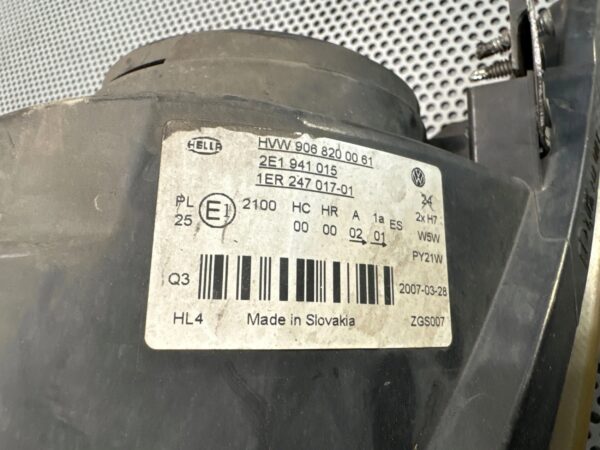 HELLA
HVW 906 820 00 61
2E1 941 015
1ER 247 017-01
PL 25 E1 2100 HC HR A 1a ES
00 00 02 01
24
2x H7
W5W
PY21W
Q3
2007-03-28
HL4 Made in Slovakia ZGS007